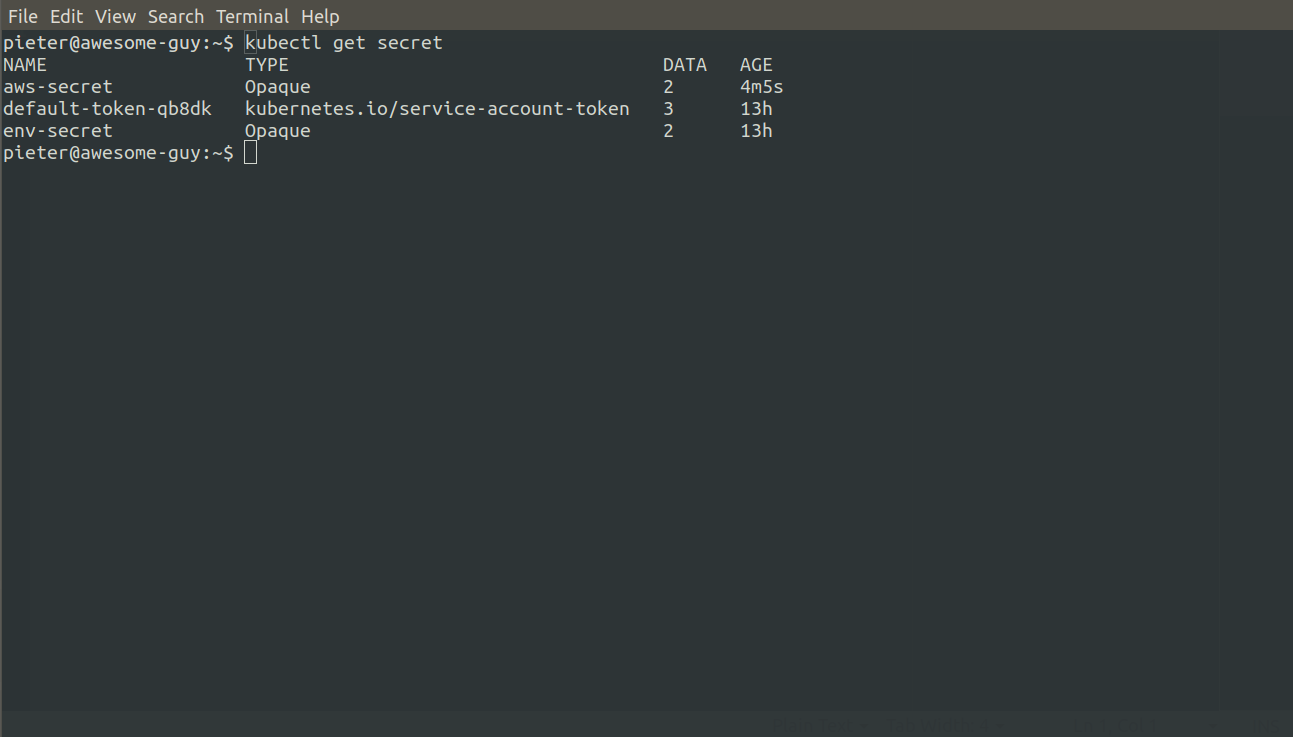 File Edit View Search Terminal Help
pieter@awesome-guy:~$ kubectl get secret
NAME TYPE DATA AGE
aws-secret Opaque 2 4m5s
default-token-qb8dk kubernetes.io/service-account-token 3 13h
env-secret Opaque 2 13h
pieter@awesome-guy:~$